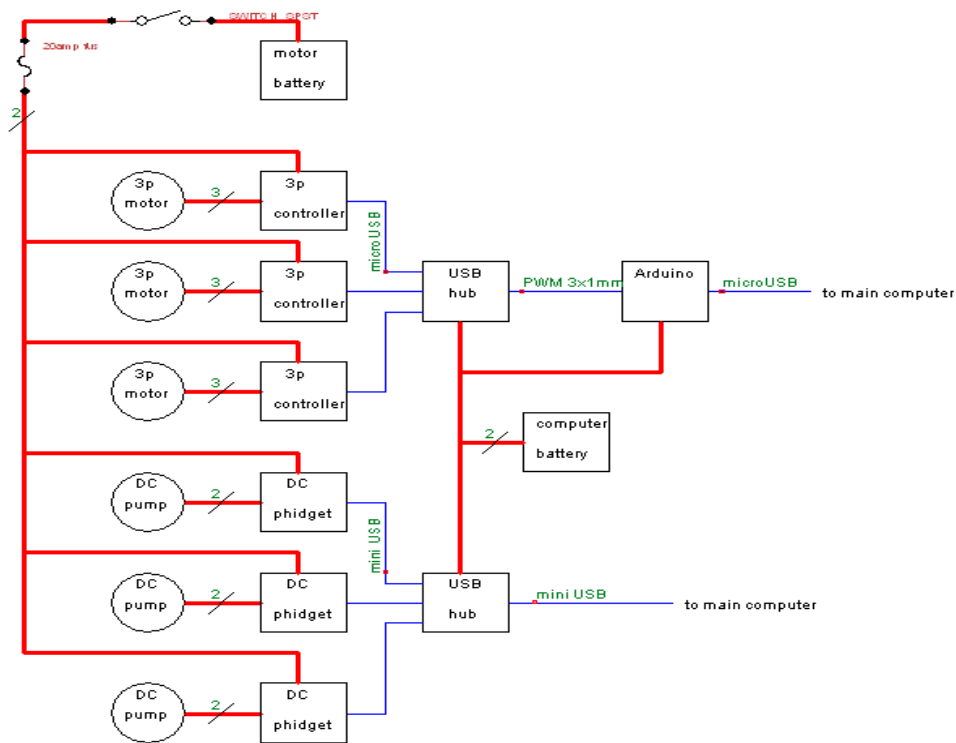 SWITCH SPST
20amp fus
motor
battery
2
3p
motor
3
3p
controller
microUSB
3p
motor
3
3p
controller
USB
hub
PWM 3x1mm
Arduino
microUSB
to main computer
3p
motor
3
3p
controller
2
computer
battery
DC
pump
2
DC
phidget
mini USB
DC
pump
2
DC
phidget
USB
hub
mini USB
to main computer
DC
pump
2
DC
phidget